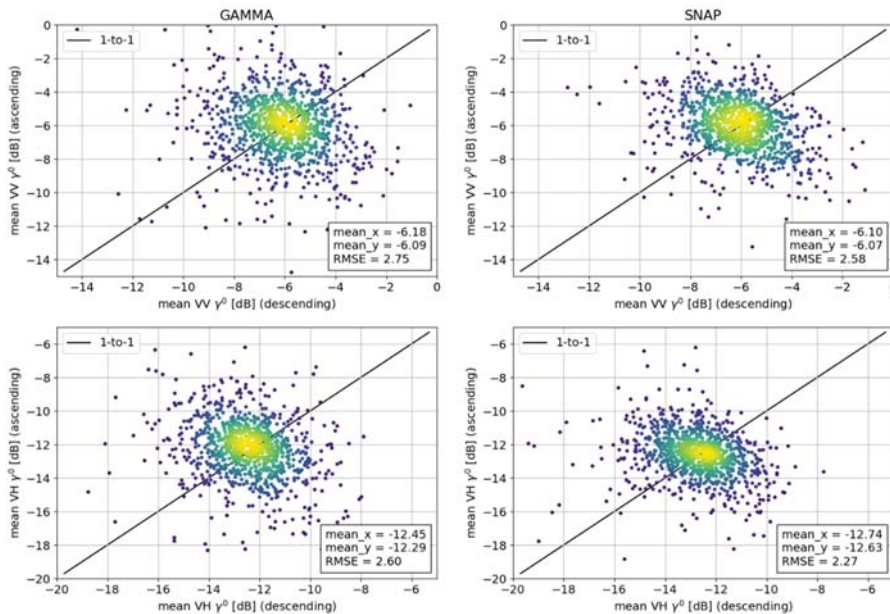 GAMMA
SNAP
0
−2
−4
−6
−8
−10
−12
−14
mean VV γ⁰ [dB] (ascending)
1-to-1
mean_x = -6.18
mean_y = -6.09
RMSE = 2.75
−14 −12 −10 −8 −6 −4 −2 0
mean VV γ⁰ [dB] (descending)
0
−2
−4
−6
−8
−10
−12
−14
mean VV γ⁰ [dB] (ascending)
1-to-1
mean_x = -6.10
mean_y = -6.07
RMSE = 2.58
−14 −12 −10 −8 −6 −4 −2 0
mean VV γ⁰ [dB] (descending)
−6
−8
−10
−12
−14
−16
−18
−20
mean VH γ⁰ [dB] (ascending)
1-to-1
mean_x = -12.45
mean_y = -12.29
RMSE = 2.60
−20 −18 −16 −14 −12 −10 −8 −6
mean VH γ⁰ [dB] (descending)
−6
−8
−10
−12
−14
−16
−18
−20
mean VH γ⁰ [dB] (ascending)
1-to-1
mean_x = -12.74
mean_y = -12.63
RMSE = 2.27
−20 −18 −16 −14 −12 −10 −8 −6
mean VH γ⁰ [dB] (descending)